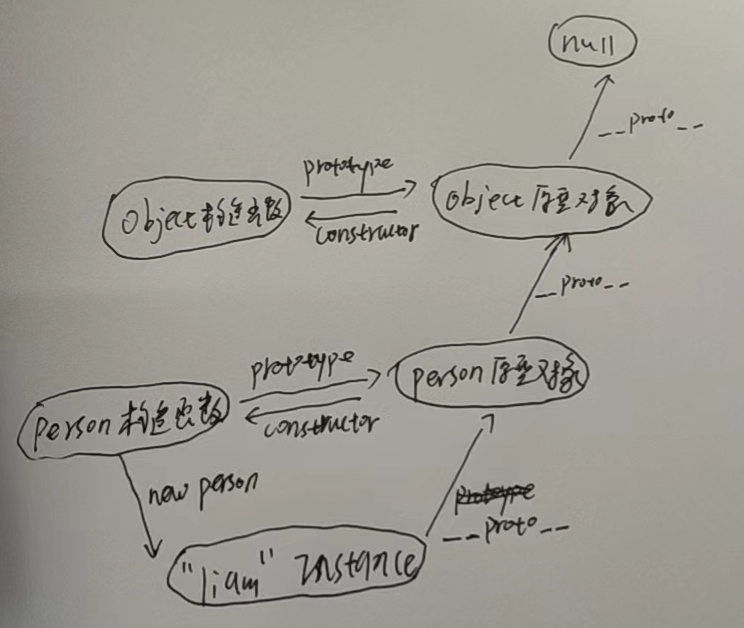 null
__proto__
prototype
Object构造函数
Object原型对象
constructor
__proto__
prototype
person构造函数
person原型对象
constructor
new person
__proto__
"liam" Instance